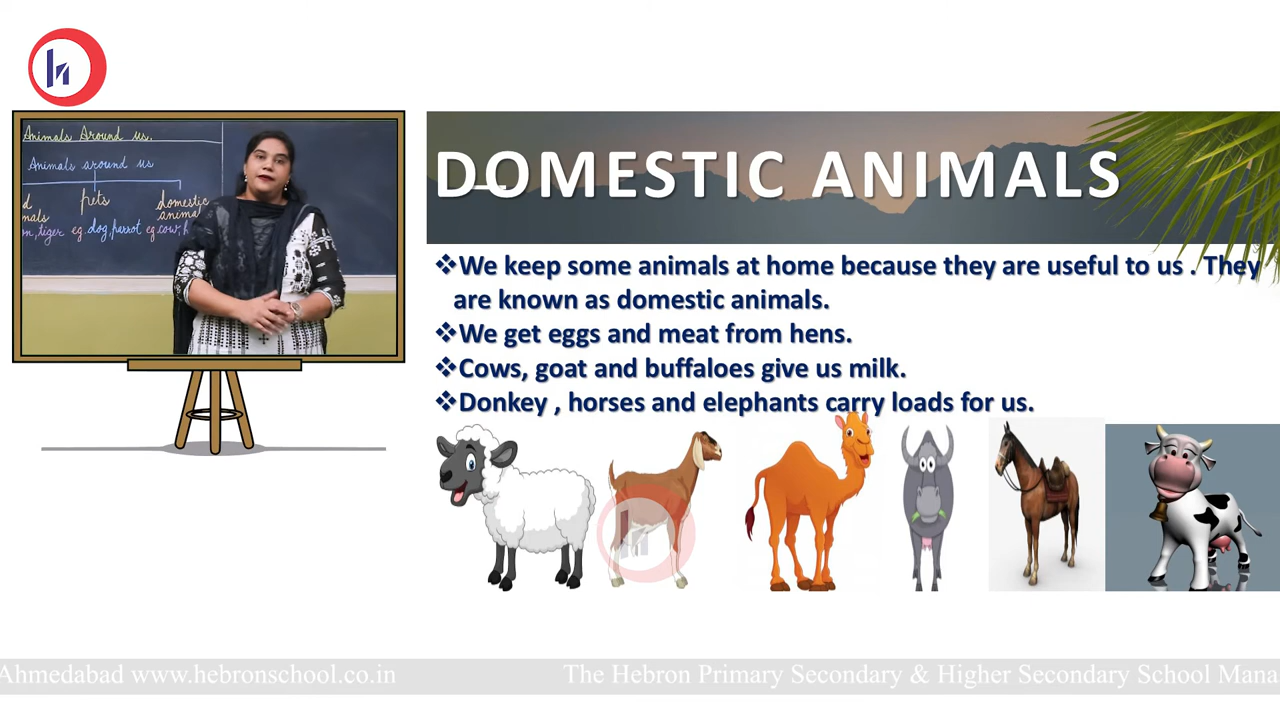 Animals Around us.
Animals around us
pets
domestic
animal
tiger eg. dog, parrot eg. cow,
DOMESTIC ANIMALS
❖We keep some animals at home because they are useful to us . They
are known as domestic animals.
❖We get eggs and meat from hens.
❖Cows, goat and buffaloes give us milk.
❖Donkey , horses and elephants carry loads for us.
Ahmedabad www.hebronschool.co.in The Hebron Primary Secondary & Higher Secondary School Mana